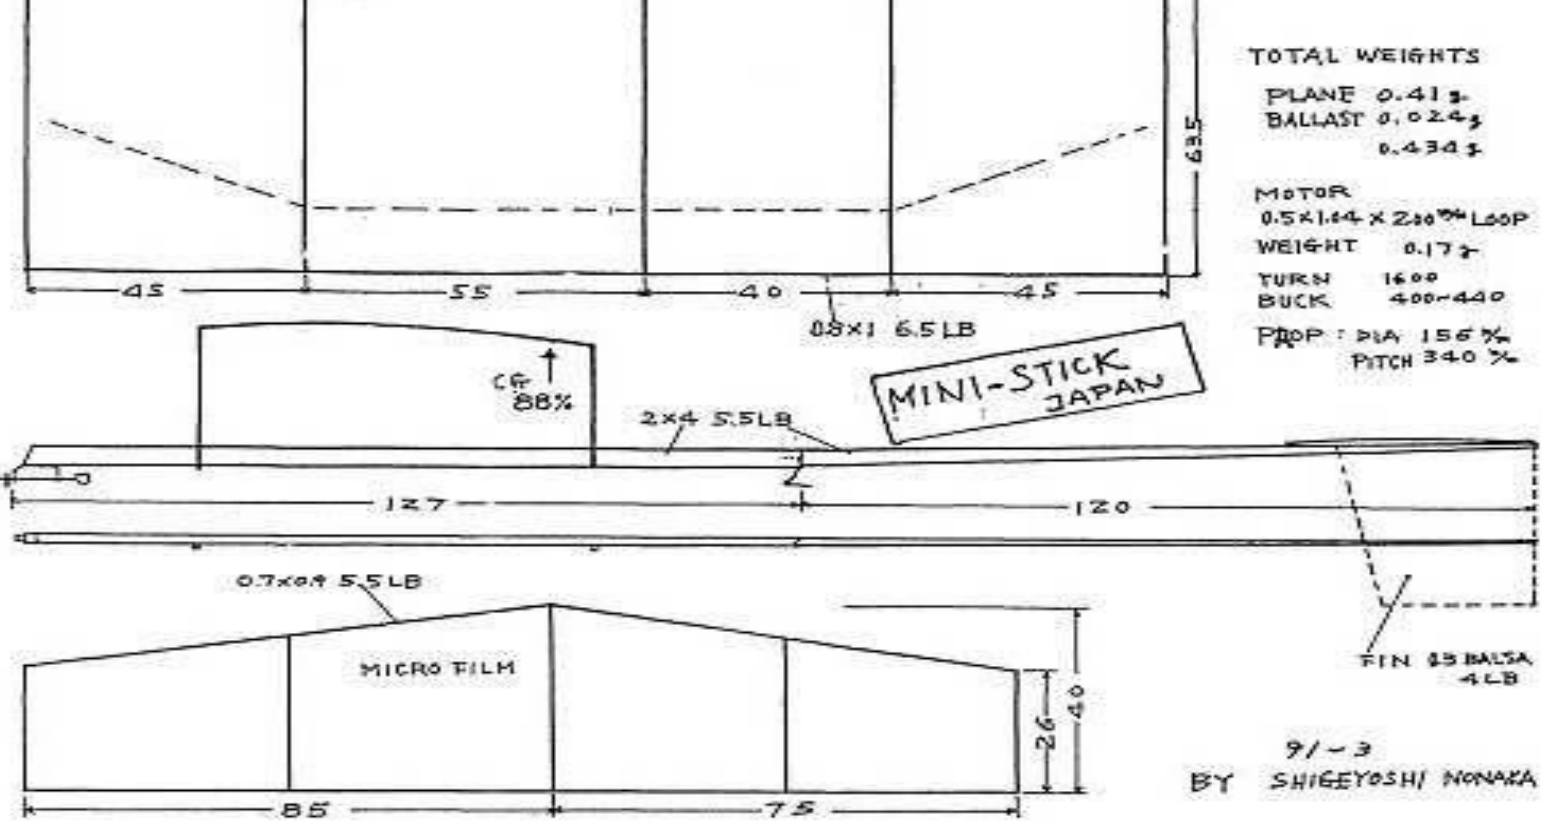 TOTAL WEIGHTS
PLANE 0.41g
BALLAST 0.024g
0.434g
63.5
MOTOR
0.5×1.04 × 200 LOOP
WEIGHT 0.17g
TURN 1600
BUCK 400~440
PROP : DIA 156 ‰
PITCH 340 ‰
45
55
40
45
0.8×1 6.5LB
CG
88%
MINI-STICK
JAPAN
2×4 5.5LB
127
120
0.7×0.9 5.5LB
MICRO FILM
FIN 0.3 BALSA
4LB
26
40
85
75
91-3
BY SHIGEYOSHI NONAKA